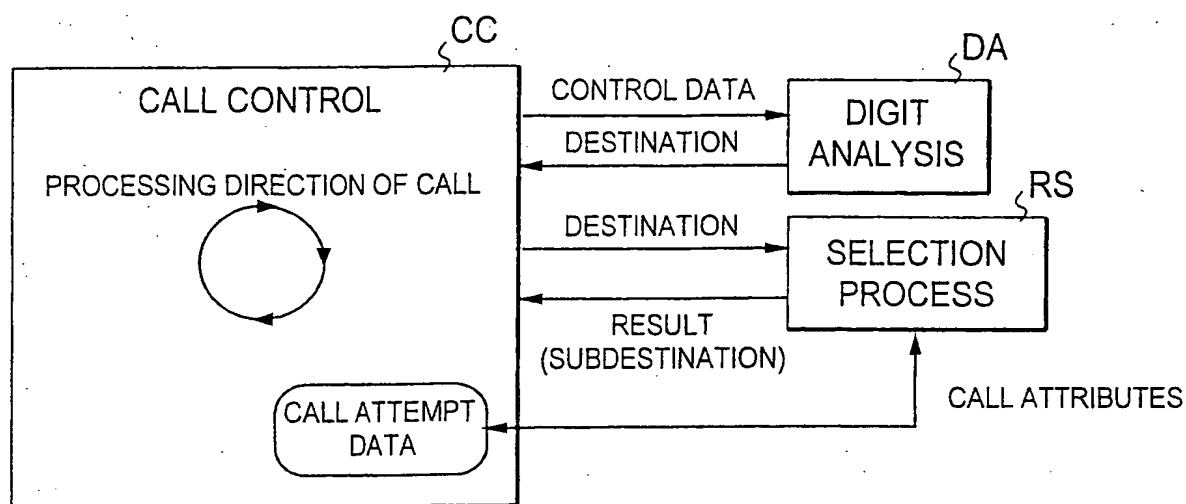 CC
DA
CALL CONTROL
CONTROL DATA
DIGIT
ANALYSIS
DESTINATION
PROCESSING DIRECTION OF CALL
RS
DESTINATION
SELECTION
PROCESS
RESULT
(SUBDESTINATION)
CALL ATTRIBUTES
CALL ATTEMPT
DATA